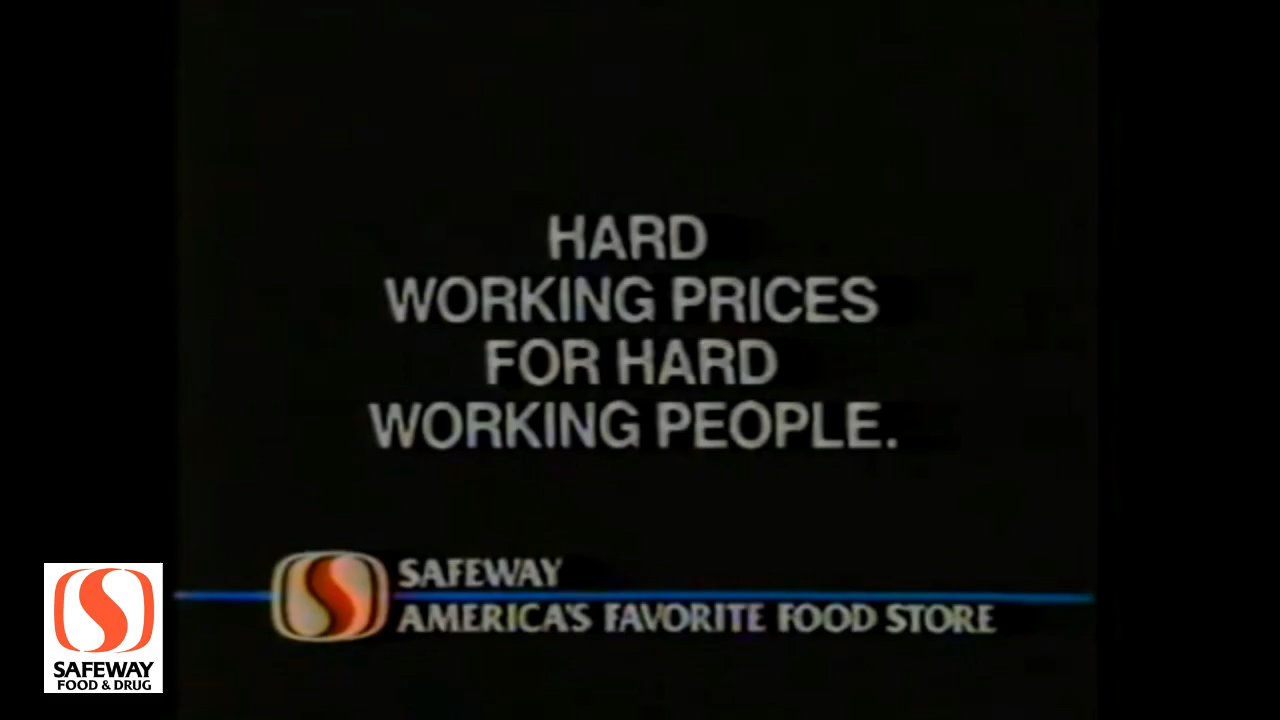 HARD
WORKING PRICES
FOR HARD
WORKING PEOPLE.
SAFEWAY
AMERICA'S FAVORITE FOOD STORE
SAFEWAY
FOOD & DRUG